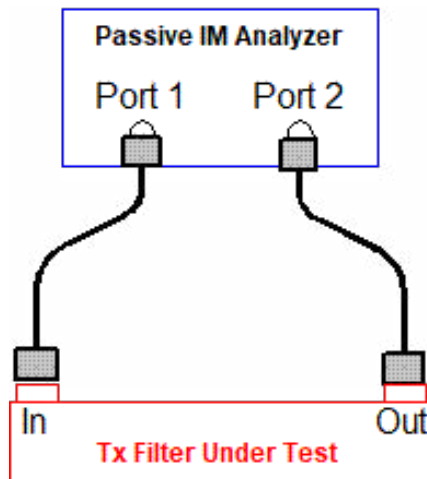 Passive IM Analyzer
Port 1 Port 2
In Out
Tx Filter Under Test